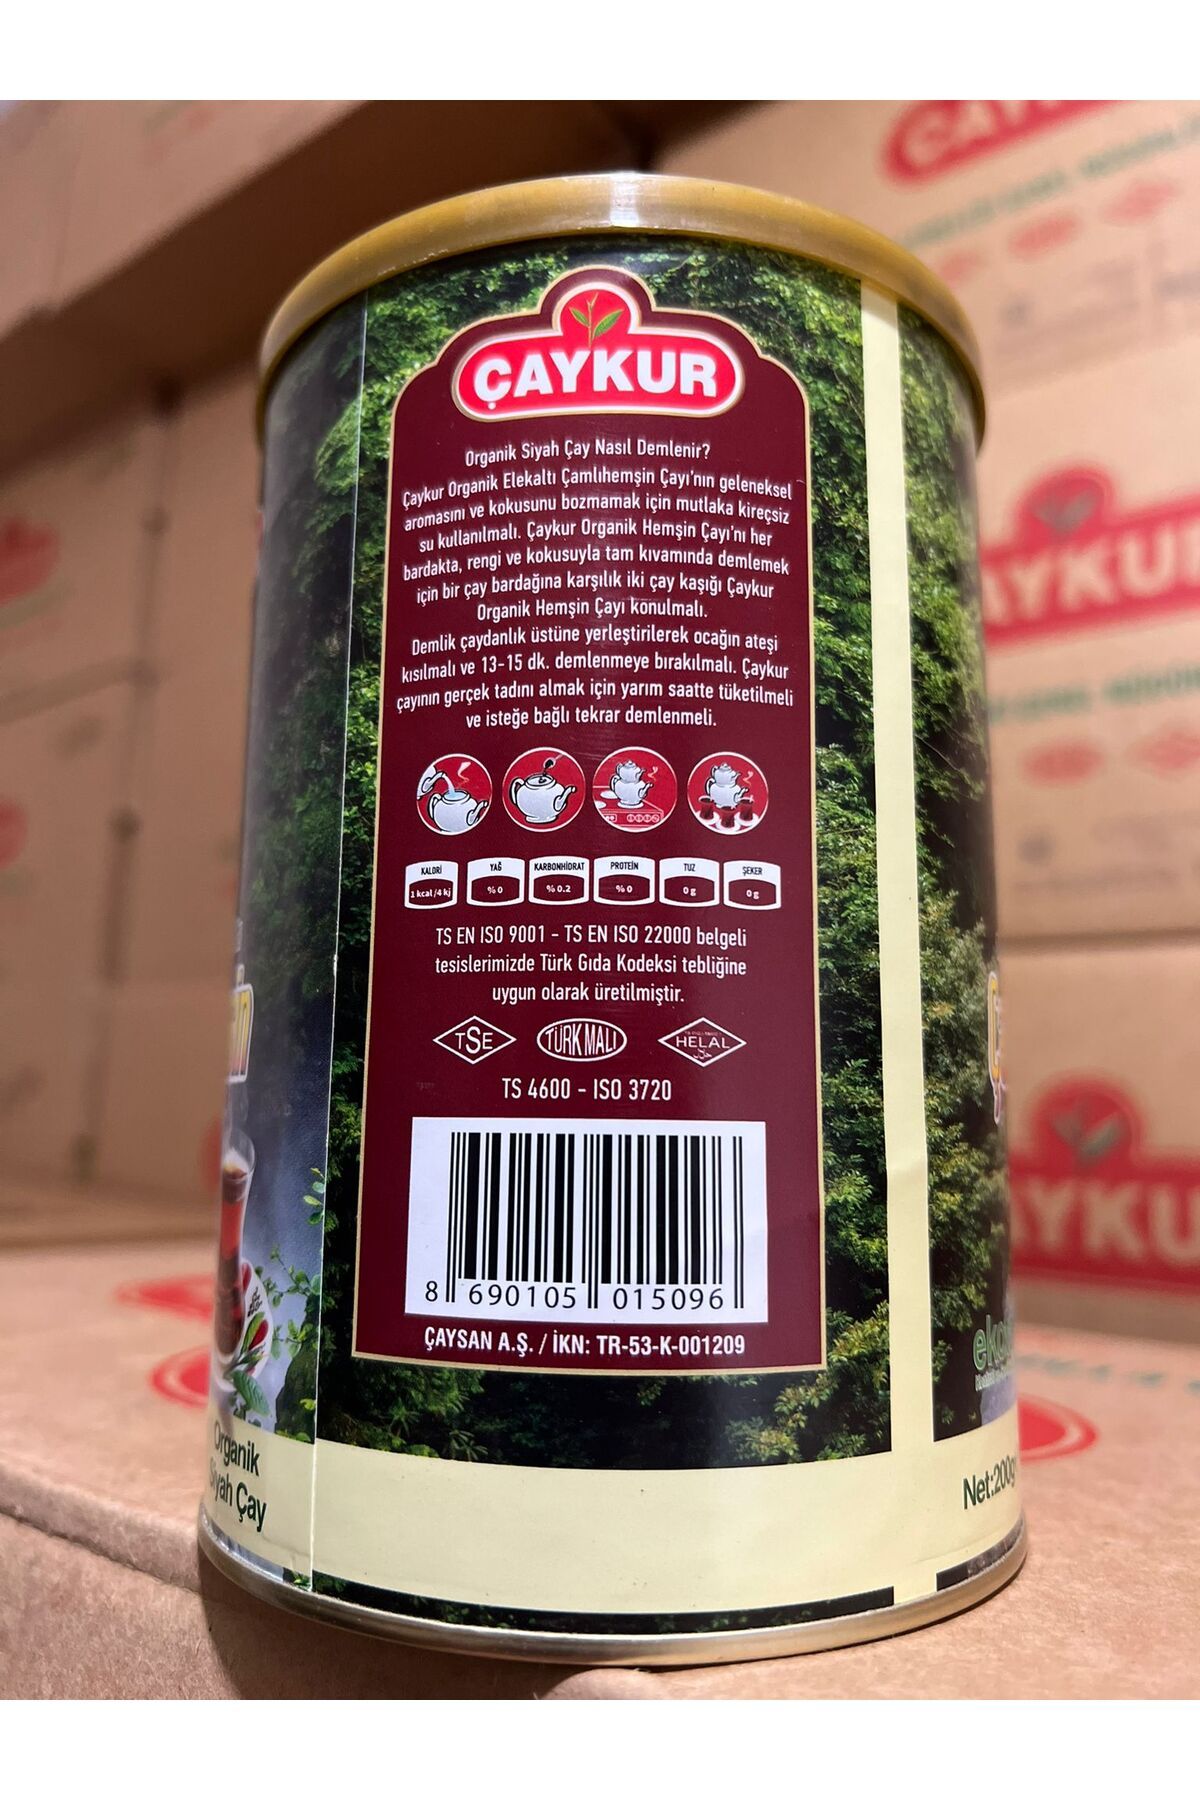 ÇAYKUR
Organik Siyah Çay Nasıl Demlenir?
Çaykur Organik Elekaltı Çamlıhemşin Çayı'nın geleneksel
aromasını ve kokusunu bozmamak için mutlaka kireçsiz
su kullanılmalı. Çaykur Organik Hemşin Çayı'nı her
bardakta, rengi ve kokusuyla tam kıvamında demlemek
için bir çay bardağına karşılık iki çay kaşığı Çaykur
Organik Hemşin Çayı konulmalı.
Demlik çaydanlık üstüne yerleştirilerek ocağın ateşi
kısılmalı ve 13-15 dk. demlenmeye bırakılmalı. Çaykur
çayının gerçek tadını almak için yarım saatte tüketilmeli
ve isteğe bağlı tekrar demlenmeli.
KALORİ YAĞ KARBONHİDRAT PROTEİN TUZ ŞEKER
1 kcal/4 kj %0 %0.2 %0 0g 0g
TS EN ISO 9001 - TS EN ISO 22000 belgeli
tesislerimizde Türk Gıda Kodeksi tebliğine
uygun olarak üretilmiştir.
TSE TÜRK MALI HELAL
حلال
TS 4600 - ISO 3720
8 690105 015096
ÇAYSAN A.Ş. / İKN: TR-53-K-001209
Organik
Siyah Çay
Net:200g
ÇAYKUR
AYKUR
AYKU